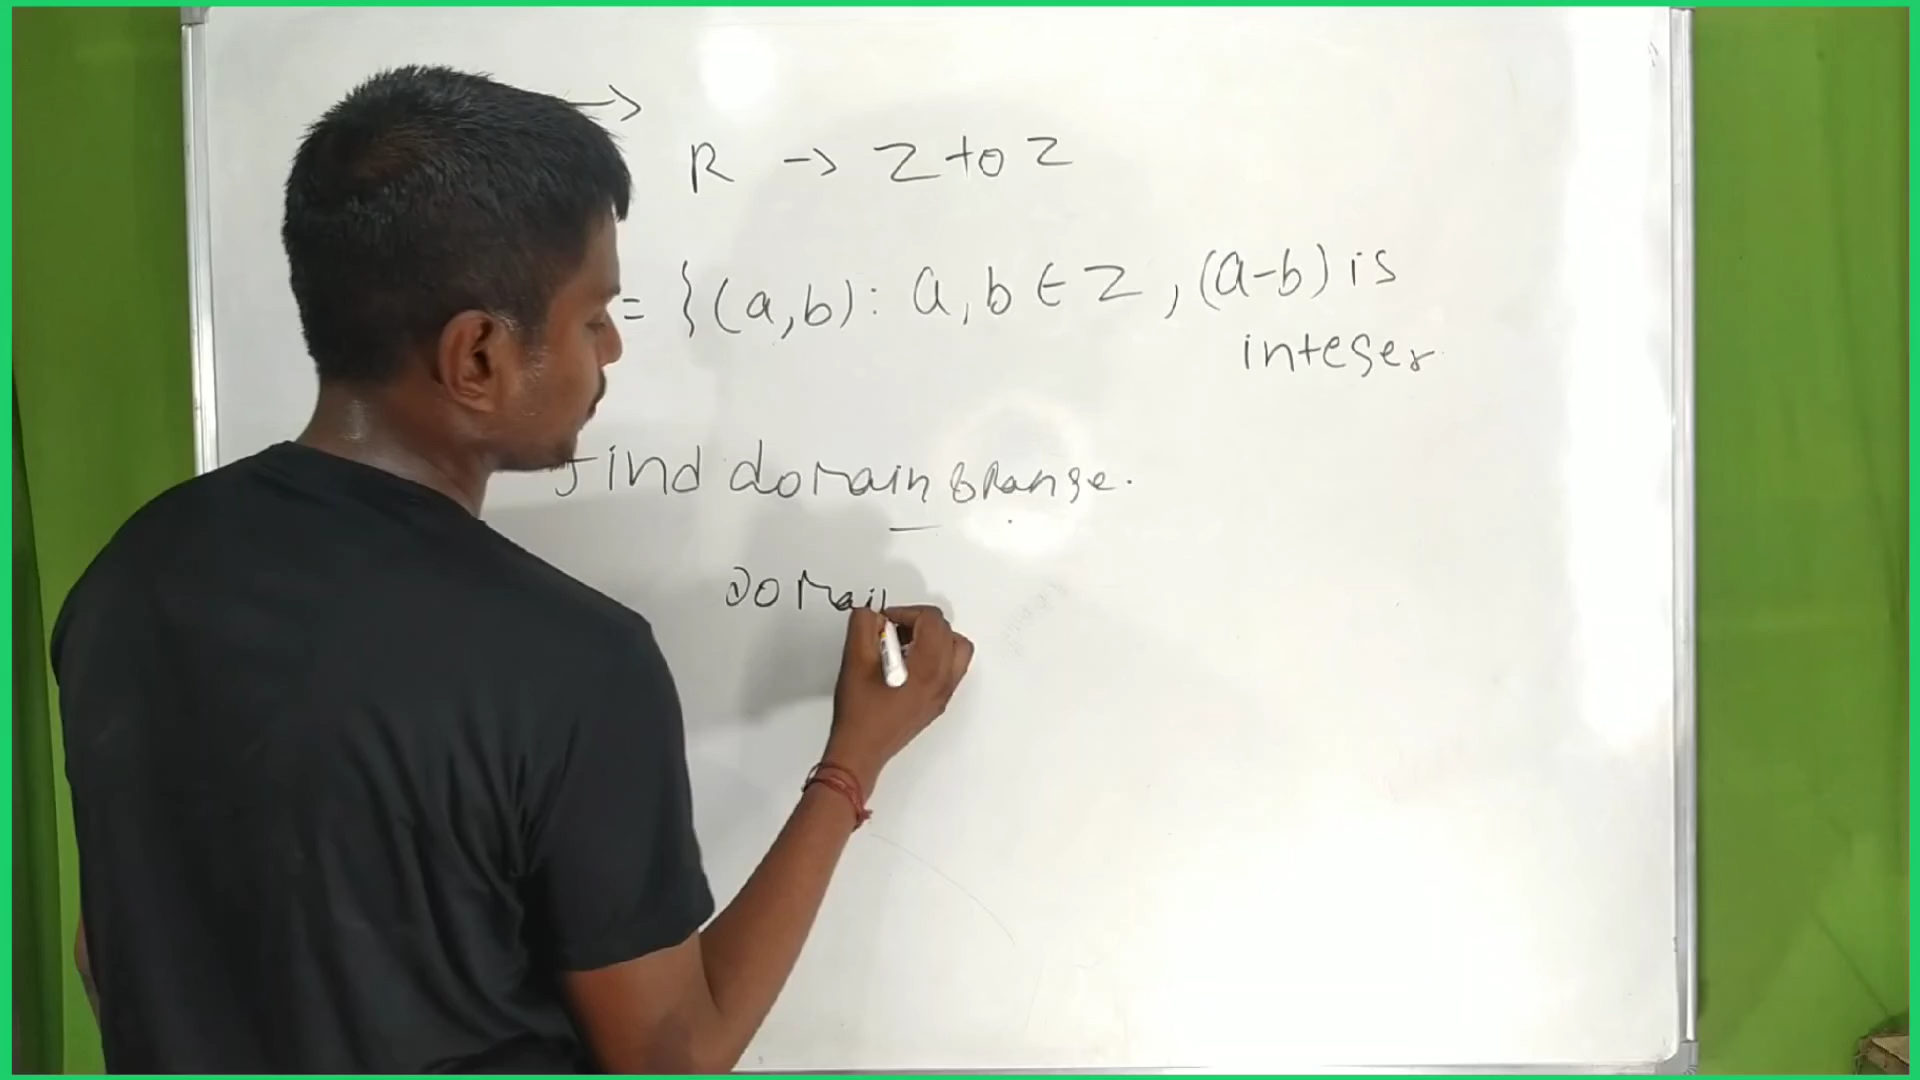 →
R → Z to Z
= {(a,b): a,b ∈ Z, (a-b) is
integer
find domain & Range.
Domain